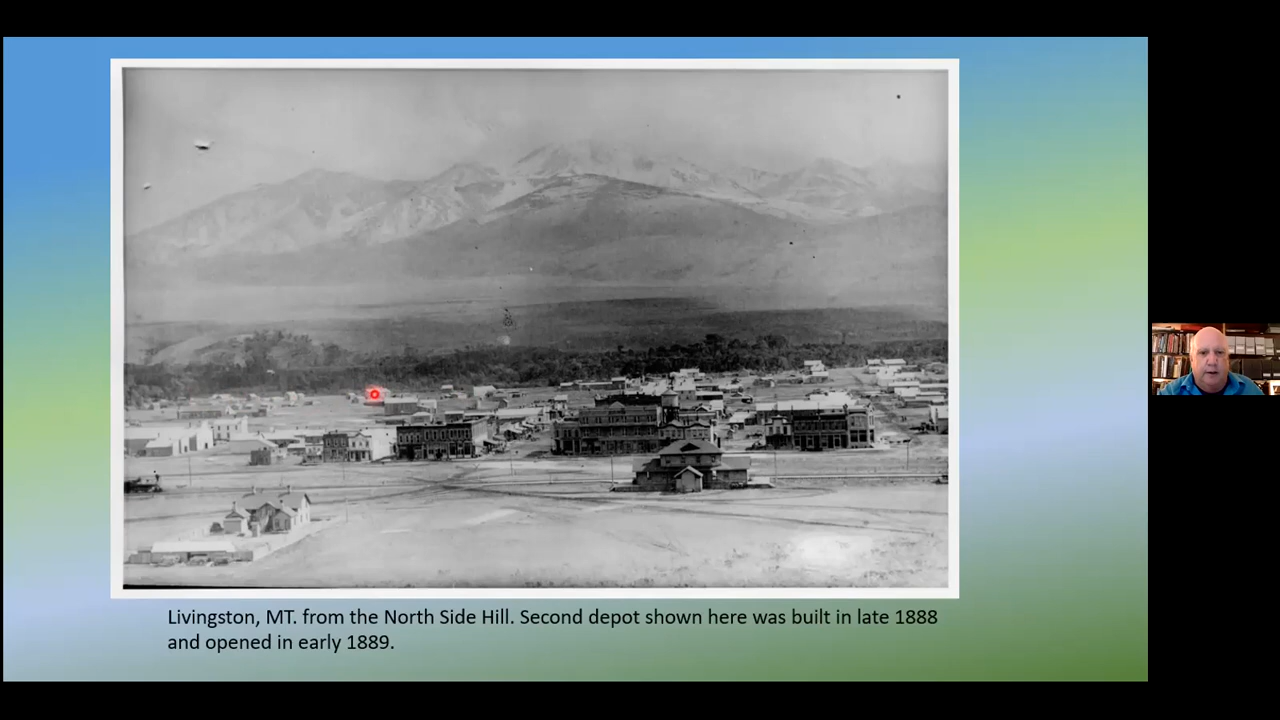 Livingston, MT. from the North Side Hill. Second depot shown here was built in late 1888
and opened in early 1889.